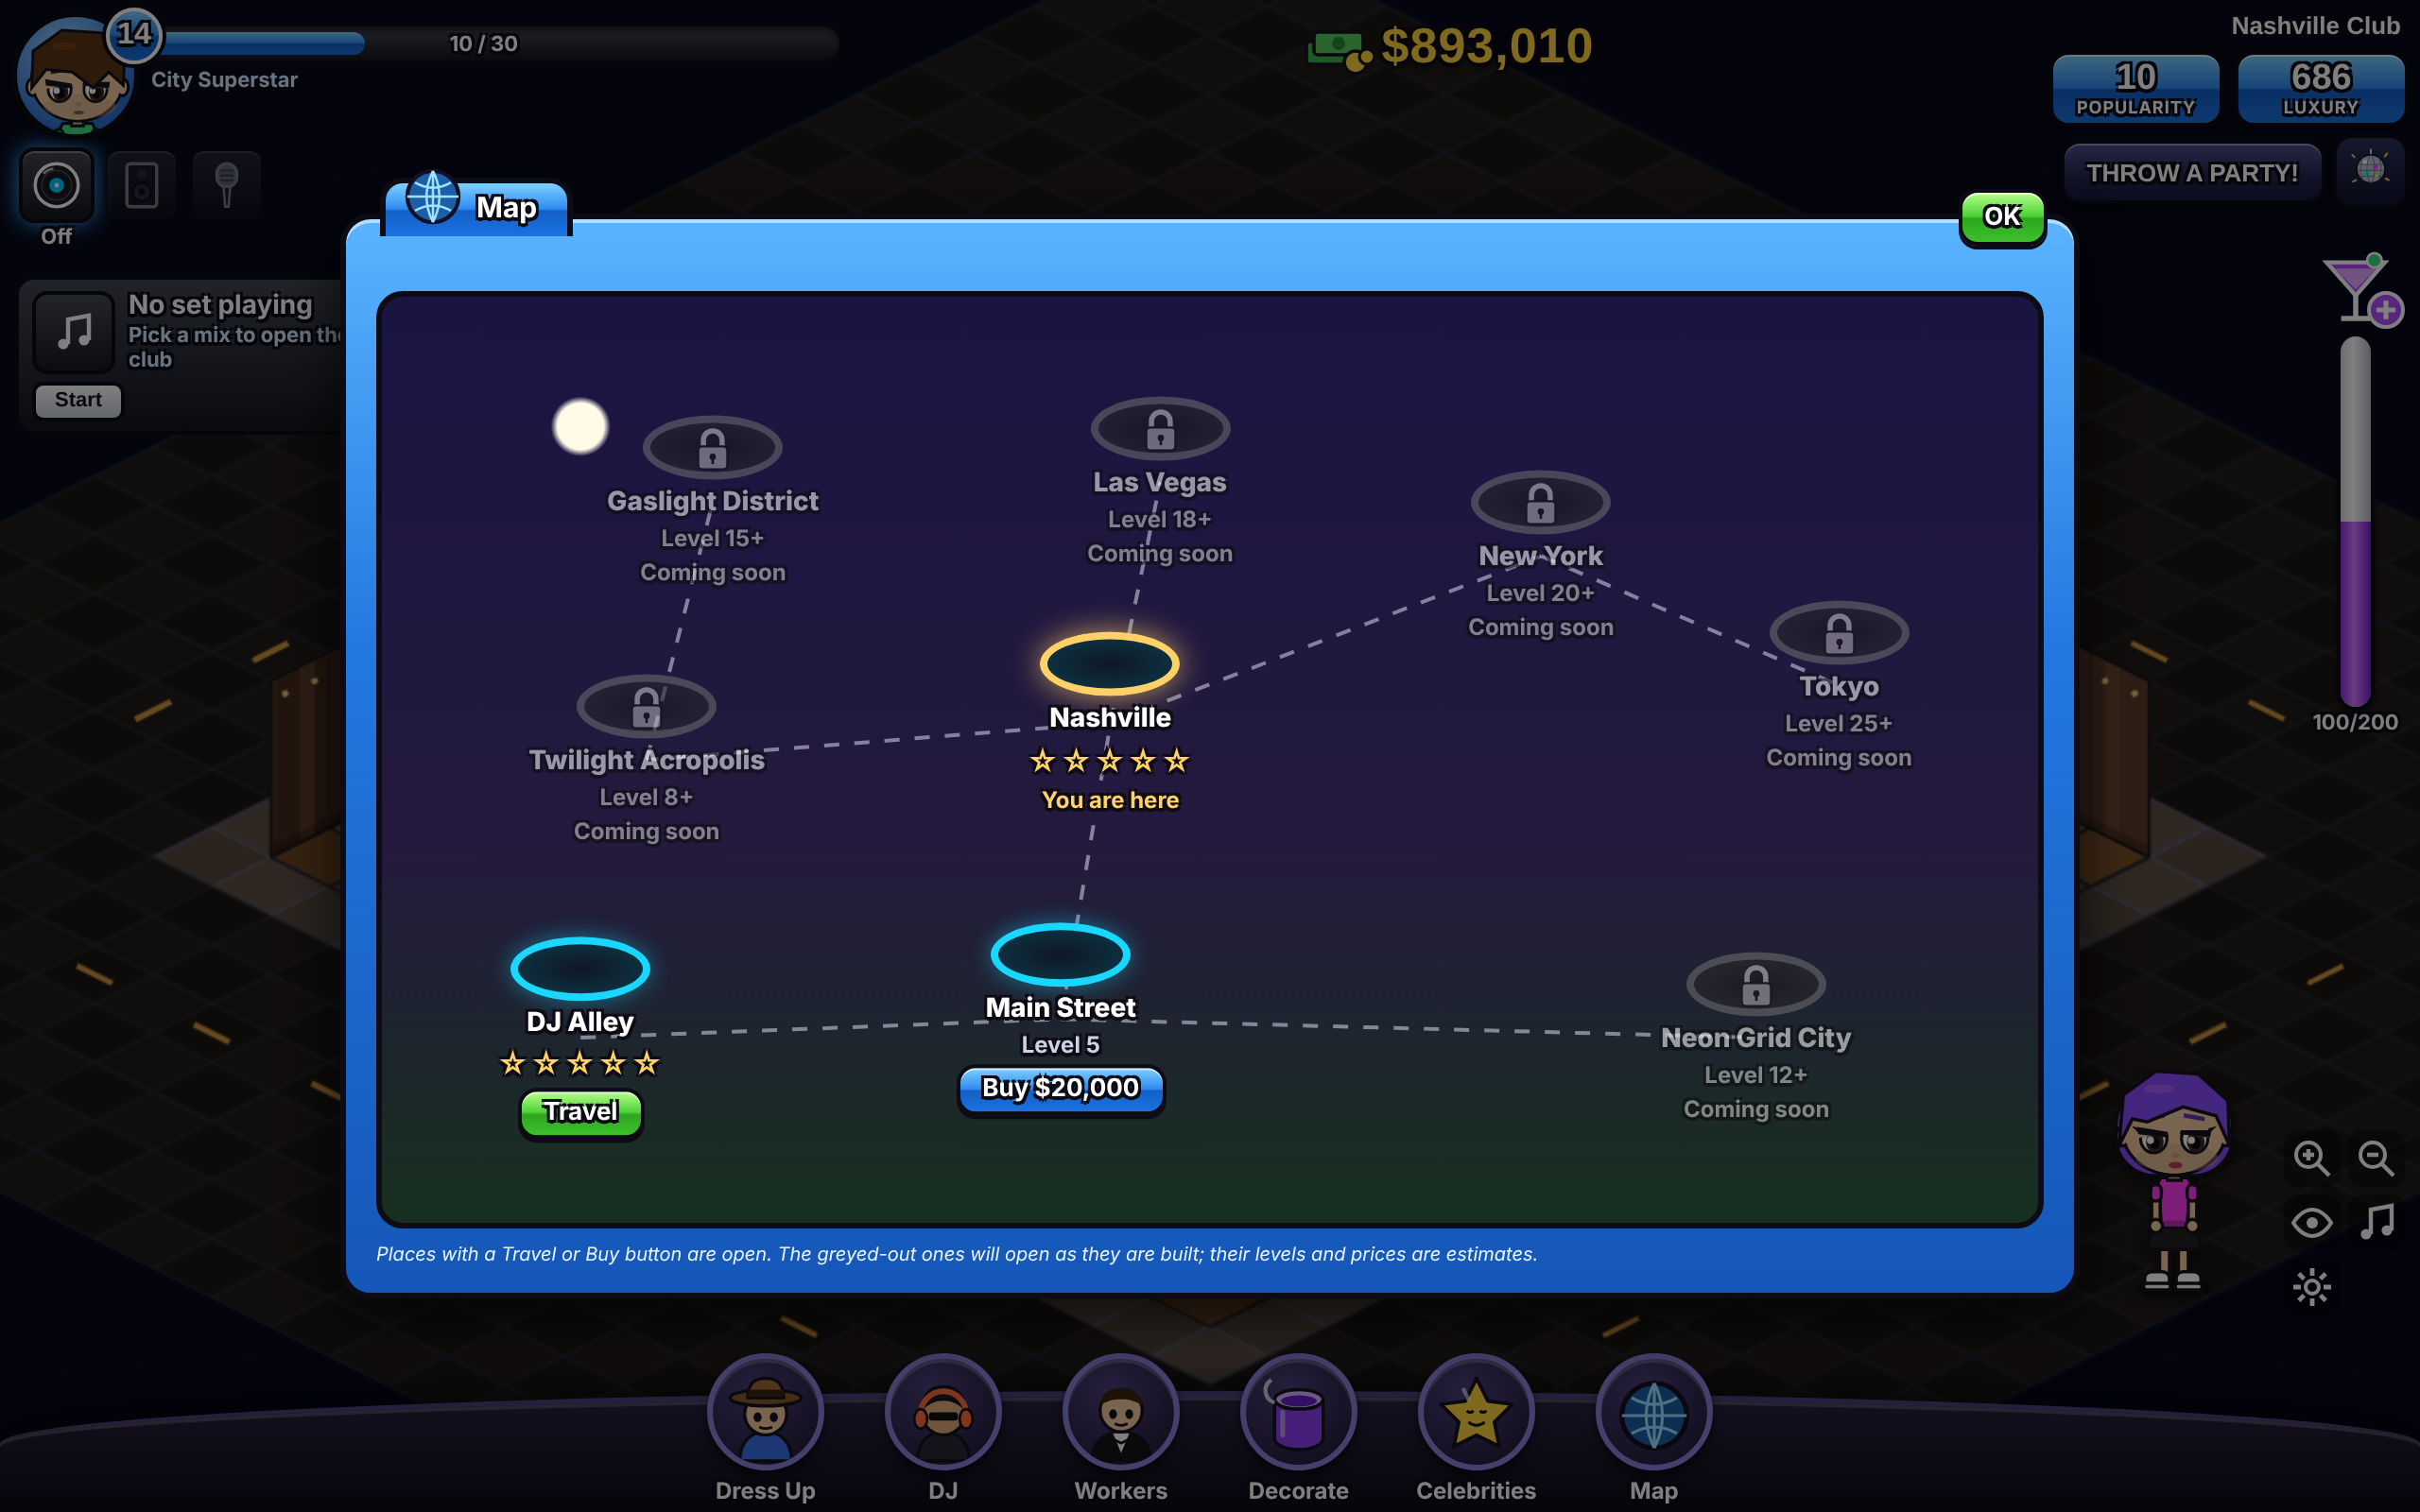 14
10 / 30
City Superstar
$893,010
Nashville Club
10
POPULARITY
686
LUXURY
THROW A PARTY!
Off
Map
OK
No set playing
Pick a mix to open the
club
Start
Gaslight District
Level 15+
Coming soon
Las Vegas
Level 18+
Coming soon
New York
Level 20+
Coming soon
Tokyo
Level 25+
Coming soon
Nashville
You are here
Twilight Acropolis
Level 8+
Coming soon
100/200
DJ Alley
Travel
Main Street
Level 5
Buy $20,000
Neon Grid City
Level 12+
Coming soon
Places with a Travel or Buy button are open. The greyed-out ones will open as they are built; their levels and prices are estimates.
Dress Up
DJ
Workers
Decorate
Celebrities
Map